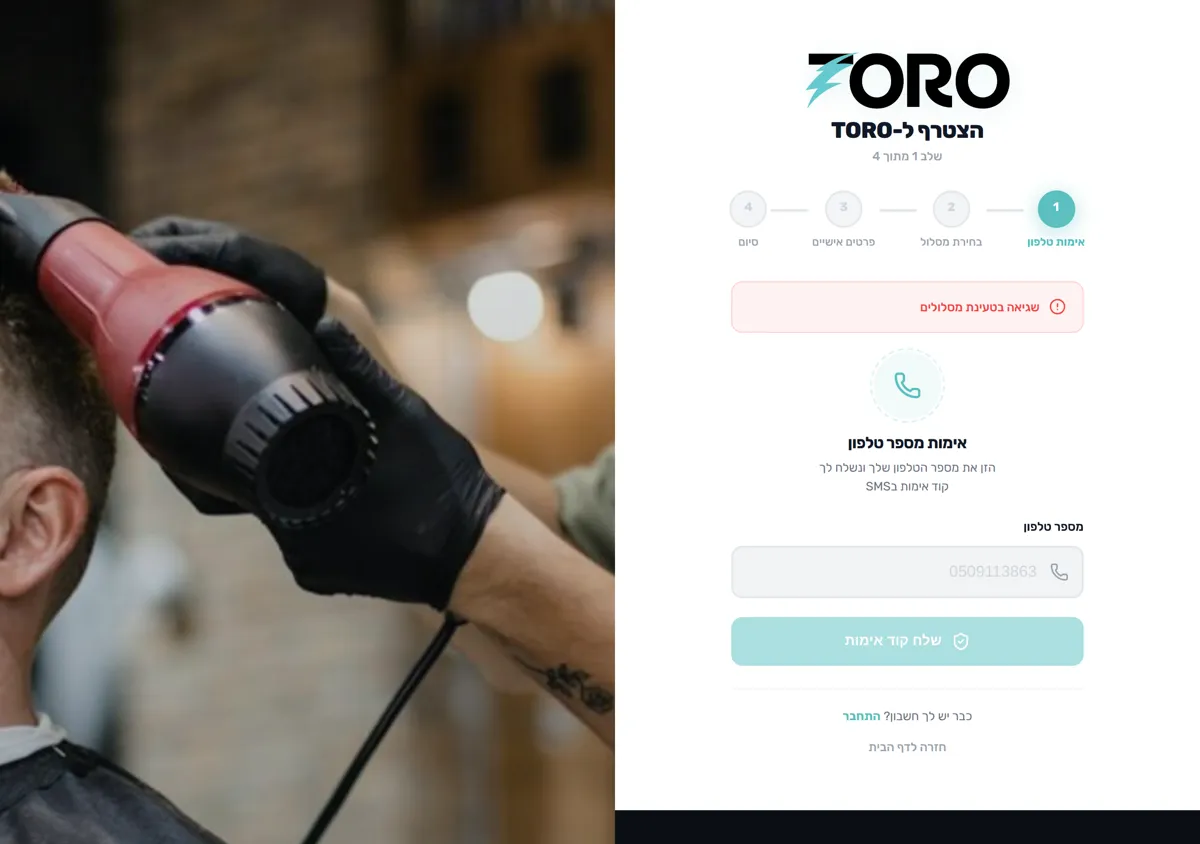 TORO
הצטרף ל-TORO
שלב 1 מתוך 4
1
2
3
4
אימות טלפון
בחירת מסלול
פרטים אישיים
סיום
שגיאה בטעינת מסלולים
אימות מספר טלפון
הזן את מספר הטלפון שלך ונשלח לך
קוד אימות בSMS
מספר טלפון
0509113863
שלח קוד אימות
כבר יש לך חשבון? התחבר
חזרה לדף הבית